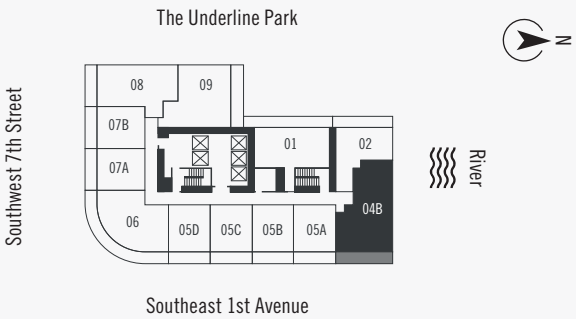 The Underline Park
N
Southwest 7th Street
08
09
07B
01
02
07A
River
04B
06
05D
05C
05B
05A
Southeast 1st Avenue